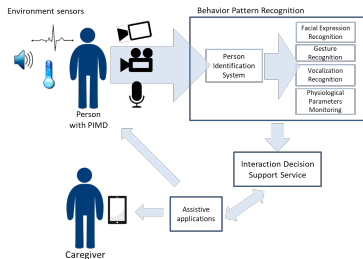 Environment sensors
Behavior Pattern Recognition
Person
with PIMD
Person
Identification
System
Facial Expression
Recognition
Gesture
Recognition
Vocalization
Recognition
Physiological
Parameters
Monitoring
Interaction Decision
Support Service
Assistive
applications
Caregiver